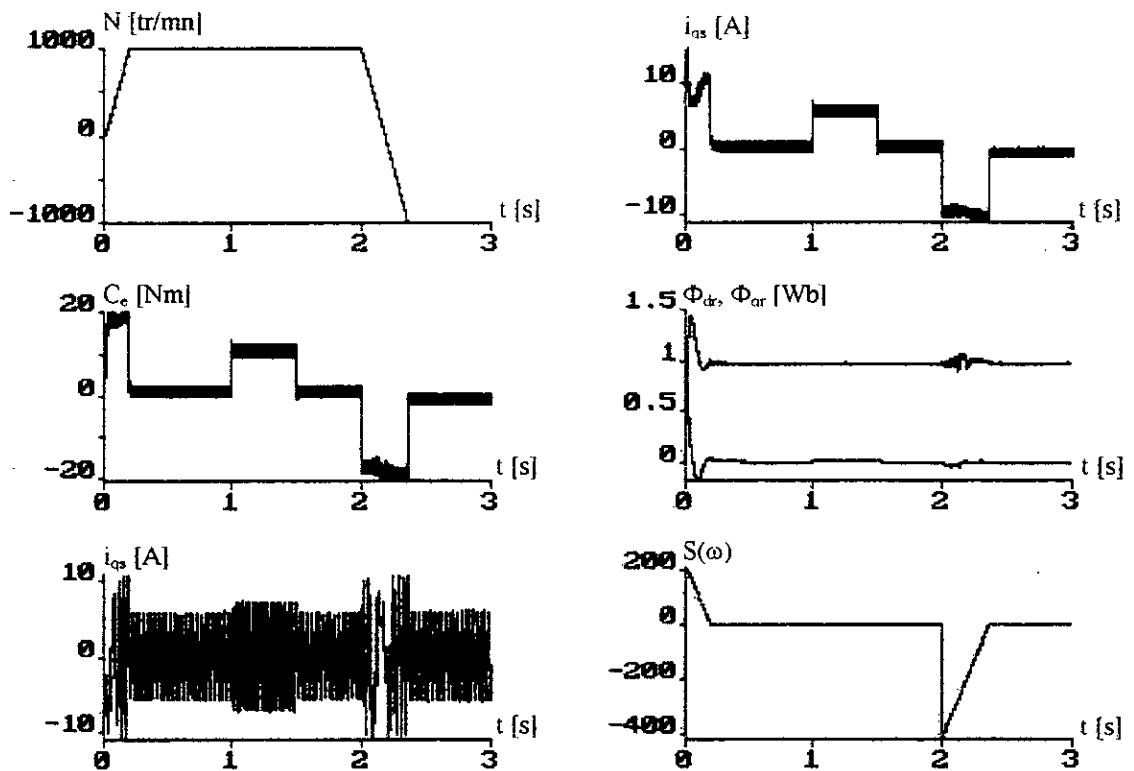 N [tr/mn]
1000
0
-1000
0 1 2 3
t [s]
i_qs [A]
10
0
-10
0 1 2 3
t [s]
C_e [Nm]
20
0
-20
0 1 2 3
t [s]
Φ_dr, Φ_qr [Wb]
1.5
1
0.5
0
0 1 2 3
t [s]
i_qs [A]
10
0
-10
0 1 2 3
t [s]
S(ω)
200
0
-200
-400
0 1 2 3
t [s]